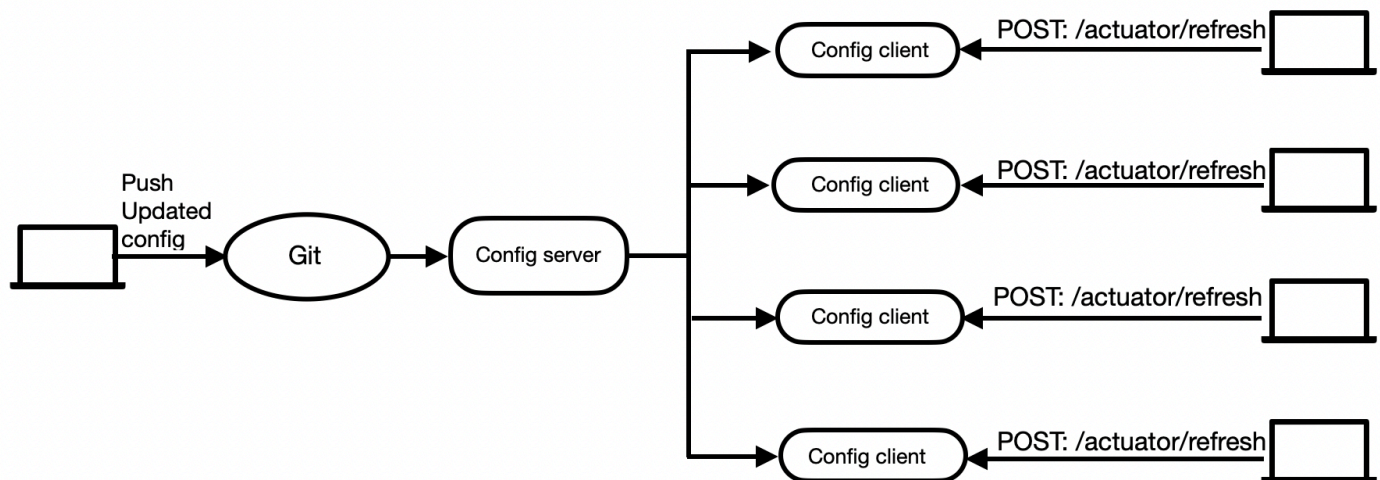 Config client
POST: /actuator/refresh
Config client
POST: /actuator/refresh
Push
Updated
config
Git
Config server
Config client
POST: /actuator/refresh
Config client
POST: /actuator/refresh